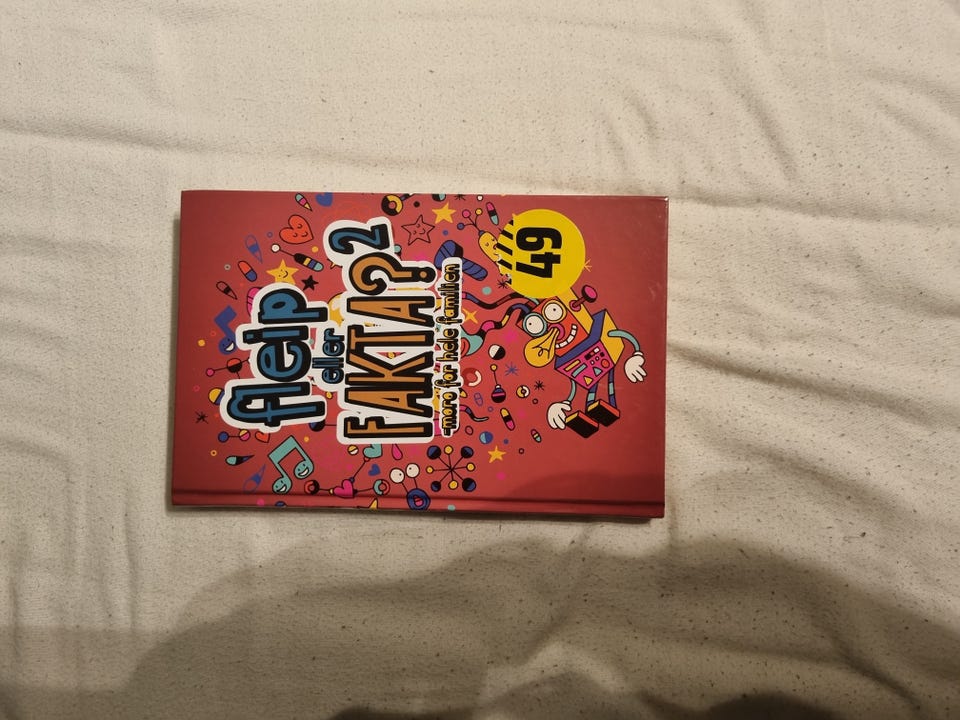 fleip
eller
FAKTA? 2
-moro for hele familien
49